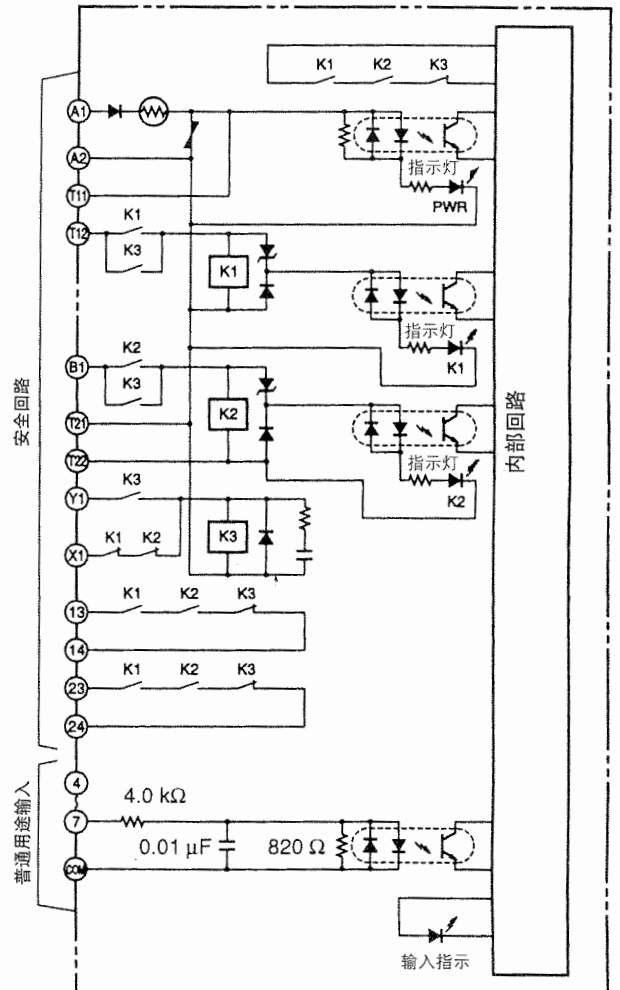 K1 K2 K3
A1
A2
T11
指示灯
PWR
T12
K1
K3
K1
指示灯
K1
B1
K2
K3
K2
T21
T22
指示灯
K2
Y1
K3
K3
X1
K1 K2
13
K1 K2 K3
14
23
K1 K2 K3
24
4
7
4.0 kΩ
0.01 μF
820 Ω
COM
输入指示
安全回路
普通用途输入
内部回路